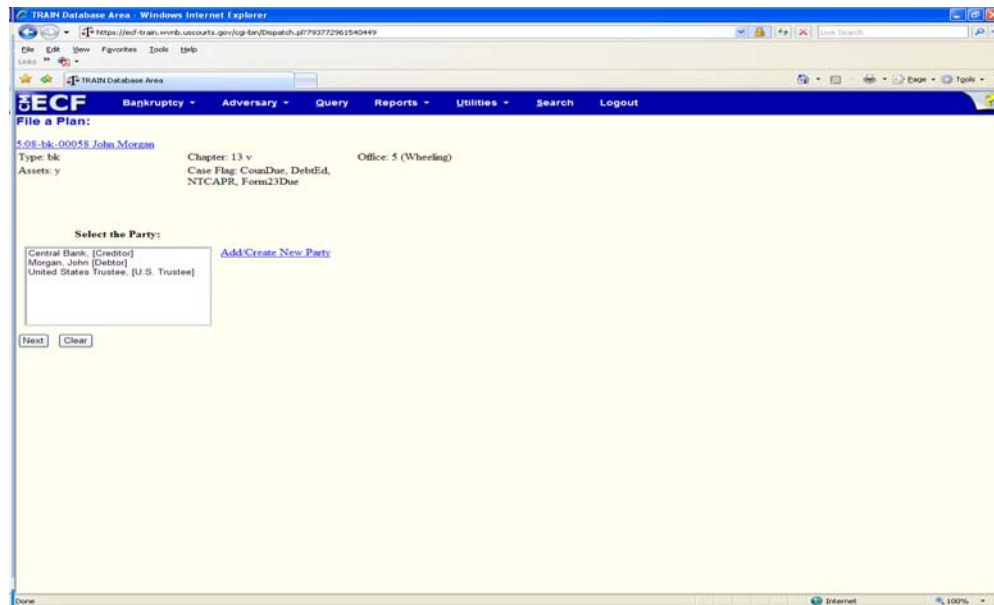 TRAIN Database Area - Windows Internet Explorer
https://ecf-train.wvnb.uscourts.gov/cgi-bin/Dispatch.pl?793772961540449
Live Search
File Edit View Favorites Tools Help
Links »
TRAIN Database Area
Page Tools
CM ECF Bankruptcy Adversary Query Reports Utilities Search Logout
File a Plan:
5:08-bk-00058 John Morgan
Type: bk Chapter: 13 v Office: 5 (Wheeling)
Assets: y Case Flag: CounDue, DebtEd,
NTCAPR, Form23Due
Select the Party:
Central Bank, [Creditor] Add/Create New Party
Morgan, John [Debtor]
United States Trustee, [U.S. Trustee]
Next Clear
Done Internet 100%